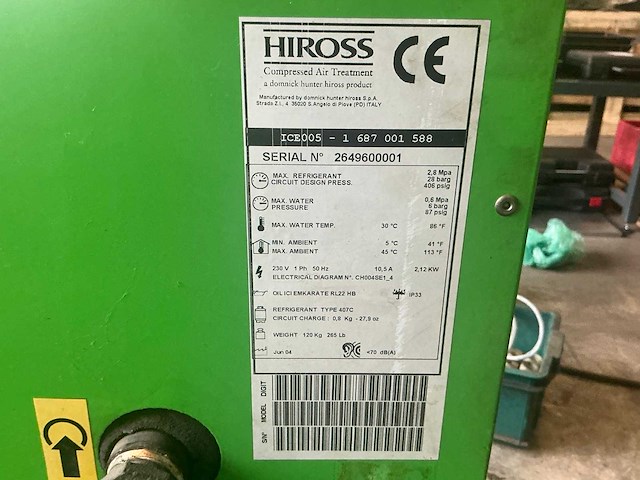 HIROSS
Compressed Air Treatment
a domnick hunter hiross product
CE
Manufactured by domnick hunter hiross S.p.A.
Strada Z.I., 4 35020 S.Angelo di Piove (PD) ITALY
ICE005 - 1 687 001 588
SERIAL N° 2649600001
MAX. REFRIGERANT CIRCUIT DESIGN PRESS.
2,8 Mpa
28 barg
406 psig
MAX. WATER PRESSURE
0,6 Mpa
6 barg
87 psig
MAX. WATER TEMP. 30 °C 86 °F
MIN. AMBIENT 5 °C 41 °F
MAX. AMBIENT 45 °C 113 °F
230 V 1 Ph 50 Hz 10,5 A 2,12 KW
ELECTRICAL DIAGRAM N°. CH004SE1_4
OIL ICI EMKARATE RL22 HB IP33
REFRIGERANT TYPE 407C
CIRCUIT CHARGE : 0,8 Kg - 27,9 oz
WEIGHT 120 Kg 265 Lb
Jun 04 <70 dB(A)
DIGIT
MODEL
S/N°